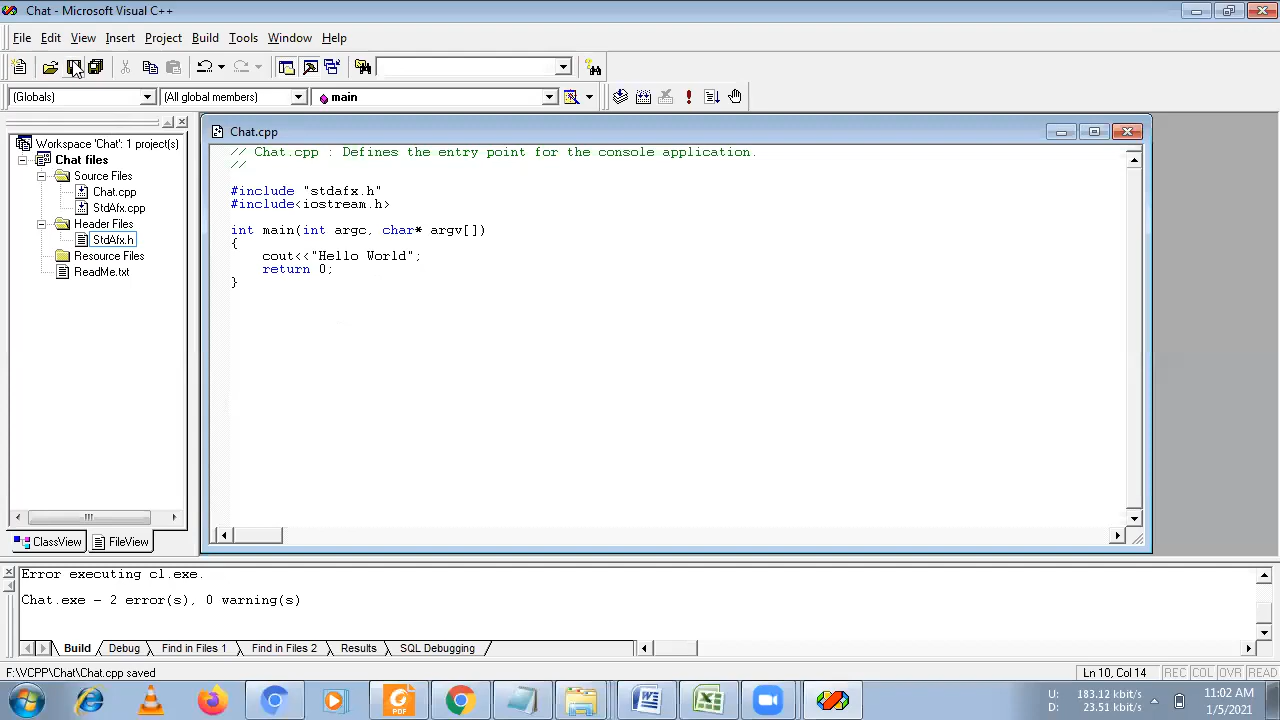 Chat - Microsoft Visual C++
File Edit View Insert Project Build Tools Window Help
(Globals) (All global members) main
Chat.cpp
Workspace 'Chat': 1 project(s)
Chat files
Source Files
Chat.cpp
StdAfx.cpp
Header Files
StdAfx.h
Resource Files
ReadMe.txt
// Chat.cpp : Defines the entry point for the console application.
//
#include "stdafx.h"
#include<iostream.h>
int main(int argc, char* argv[])
{
cout<<"Hello World";
return 0;
}
ClassView FileView
Error executing cl.exe.
Chat.exe - 2 error(s), 0 warning(s)
Build Debug Find in Files 1 Find in Files 2 Results SQL Debugging
F:\VCPP\Chat\Chat.cpp saved
Ln 10, Col 14 REC COL OVR READ
PDF
U: 183.12 kbit/s
D: 23.51 kbit/s
11:02 AM
1/5/2021